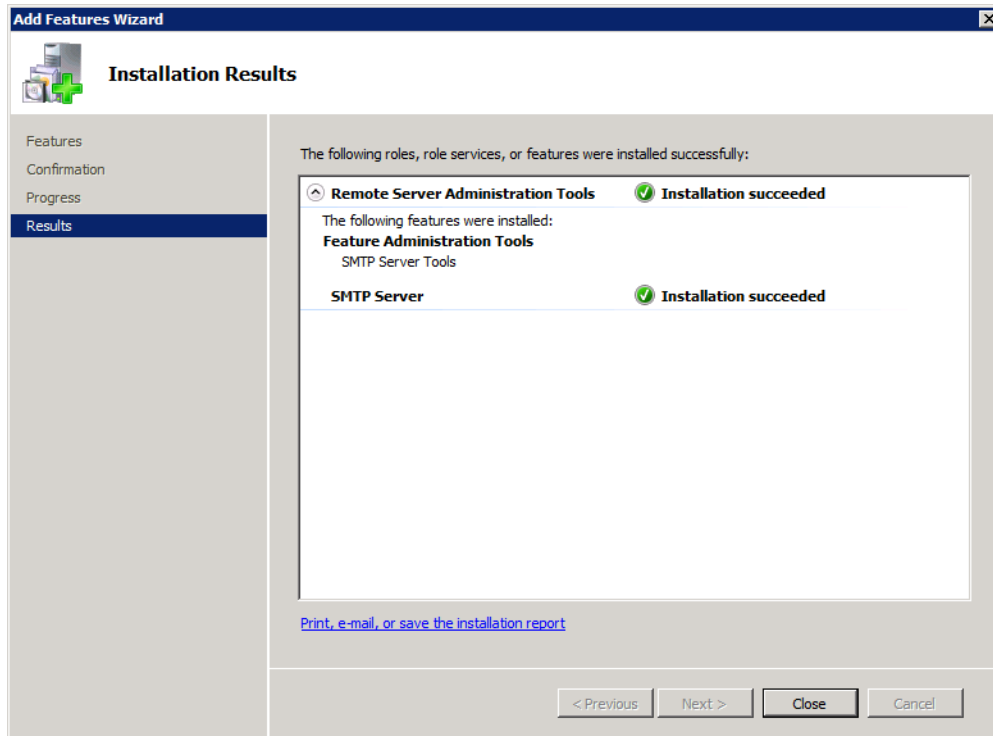 Add Features Wizard
Installation Results
Features
Confirmation
Progress
Results
The following roles, role services, or features were installed successfully:
Remote Server Administration Tools Installation succeeded
The following features were installed:
Feature Administration Tools
SMTP Server Tools
SMTP Server Installation succeeded
Print, e-mail, or save the installation report
< Previous Next > Close Cancel